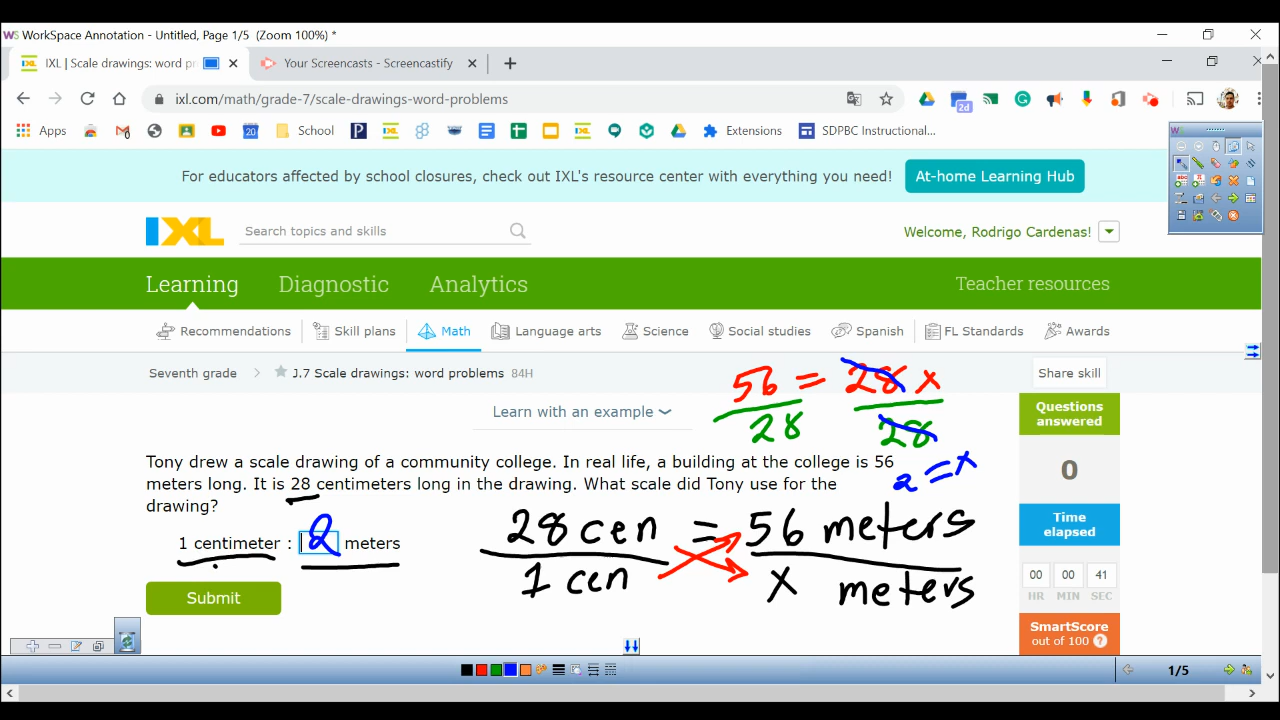 WS WorkSpace Annotation - Untitled, Page 1/5 (Zoom 100%) *
IXL | Scale drawings: word pr
Your Screencasts - Screencastify
ixl.com/math/grade-7/scale-drawings-word-problems
2d
Apps
20
School
P
IXL
IXL
Extensions
SDPBC Instructional...
For educators affected by school closures, check out IXL's resource center with everything you need!
At-home Learning Hub
IXL
Search topics and skills
Welcome, Rodrigo Cardenas!
Learning
Diagnostic
Analytics
Teacher resources
Recommendations
Skill plans
Math
Language arts
Science
Social studies
Spanish
FL Standards
Awards
Seventh grade > J.7 Scale drawings: word problems 84H
Share skill
56 = 28 x
28 28
2 = x
Learn with an example
Questions answered
0
Tony drew a scale drawing of a community college. In real life, a building at the college is 56
meters long. It is 28 centimeters long in the drawing. What scale did Tony use for the
drawing?
1 centimeter : 2 meters
28 cen = 56 meters
1 cen x meters
Submit
Time elapsed
00 00 41
HR MIN SEC
SmartScore
out of 100 ?
1/5